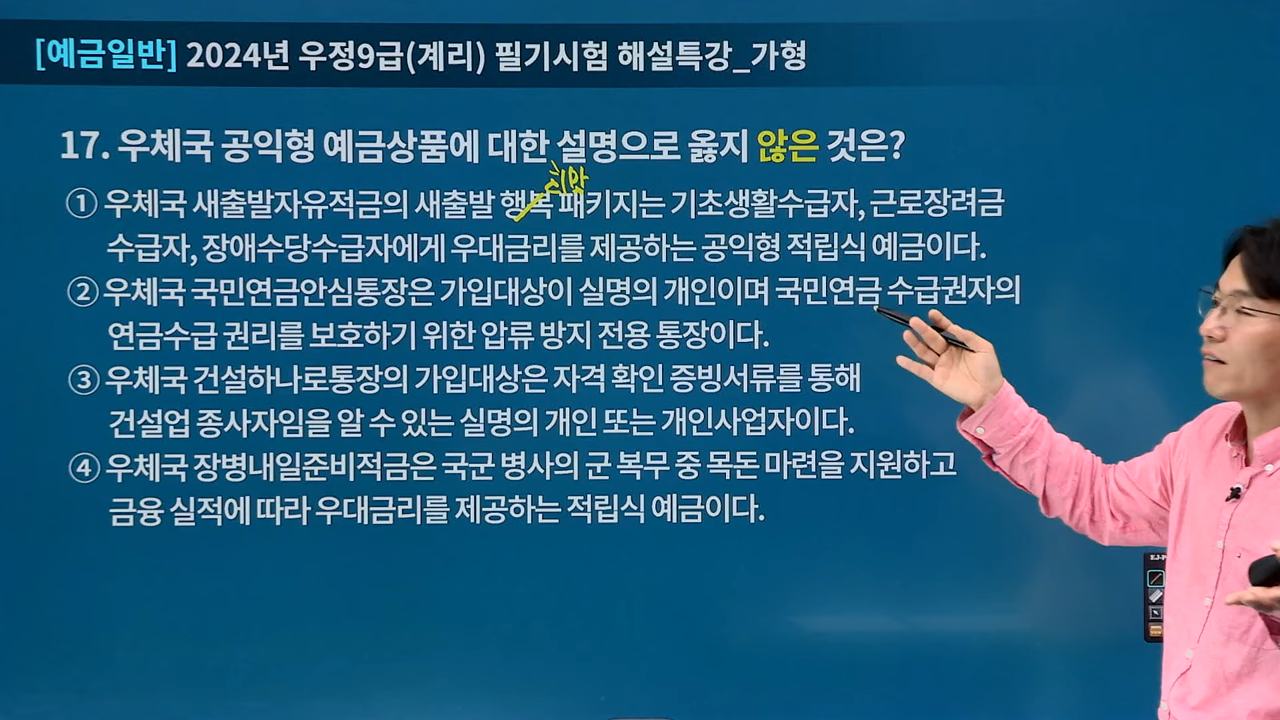 [예금일반] 2024년 우정9급(계리) 필기시험 해설특강_가형
17. 우체국 공익형 예금상품에 대한 설명으로 옳지 않은 것은?
희망
① 우체국 새출발자유적금의 새출발 행복 패키지는 기초생활수급자, 근로장려금
수급자, 장애수당수급자에게 우대금리를 제공하는 공익형 적립식 예금이다.
② 우체국 국민연금안심통장은 가입대상이 실명의 개인이며 국민연금 수급권자의
연금수급 권리를 보호하기 위한 압류 방지 전용 통장이다.
③ 우체국 건설하나로통장의 가입대상은 자격 확인 증빙서류를 통해
건설업 종사자임을 알 수 있는 실명의 개인 또는 개인사업자이다.
④ 우체국 장병내일준비적금은 국군 병사의 군 복무 중 목돈 마련을 지원하고
금융 실적에 따라 우대금리를 제공하는 적립식 예금이다.